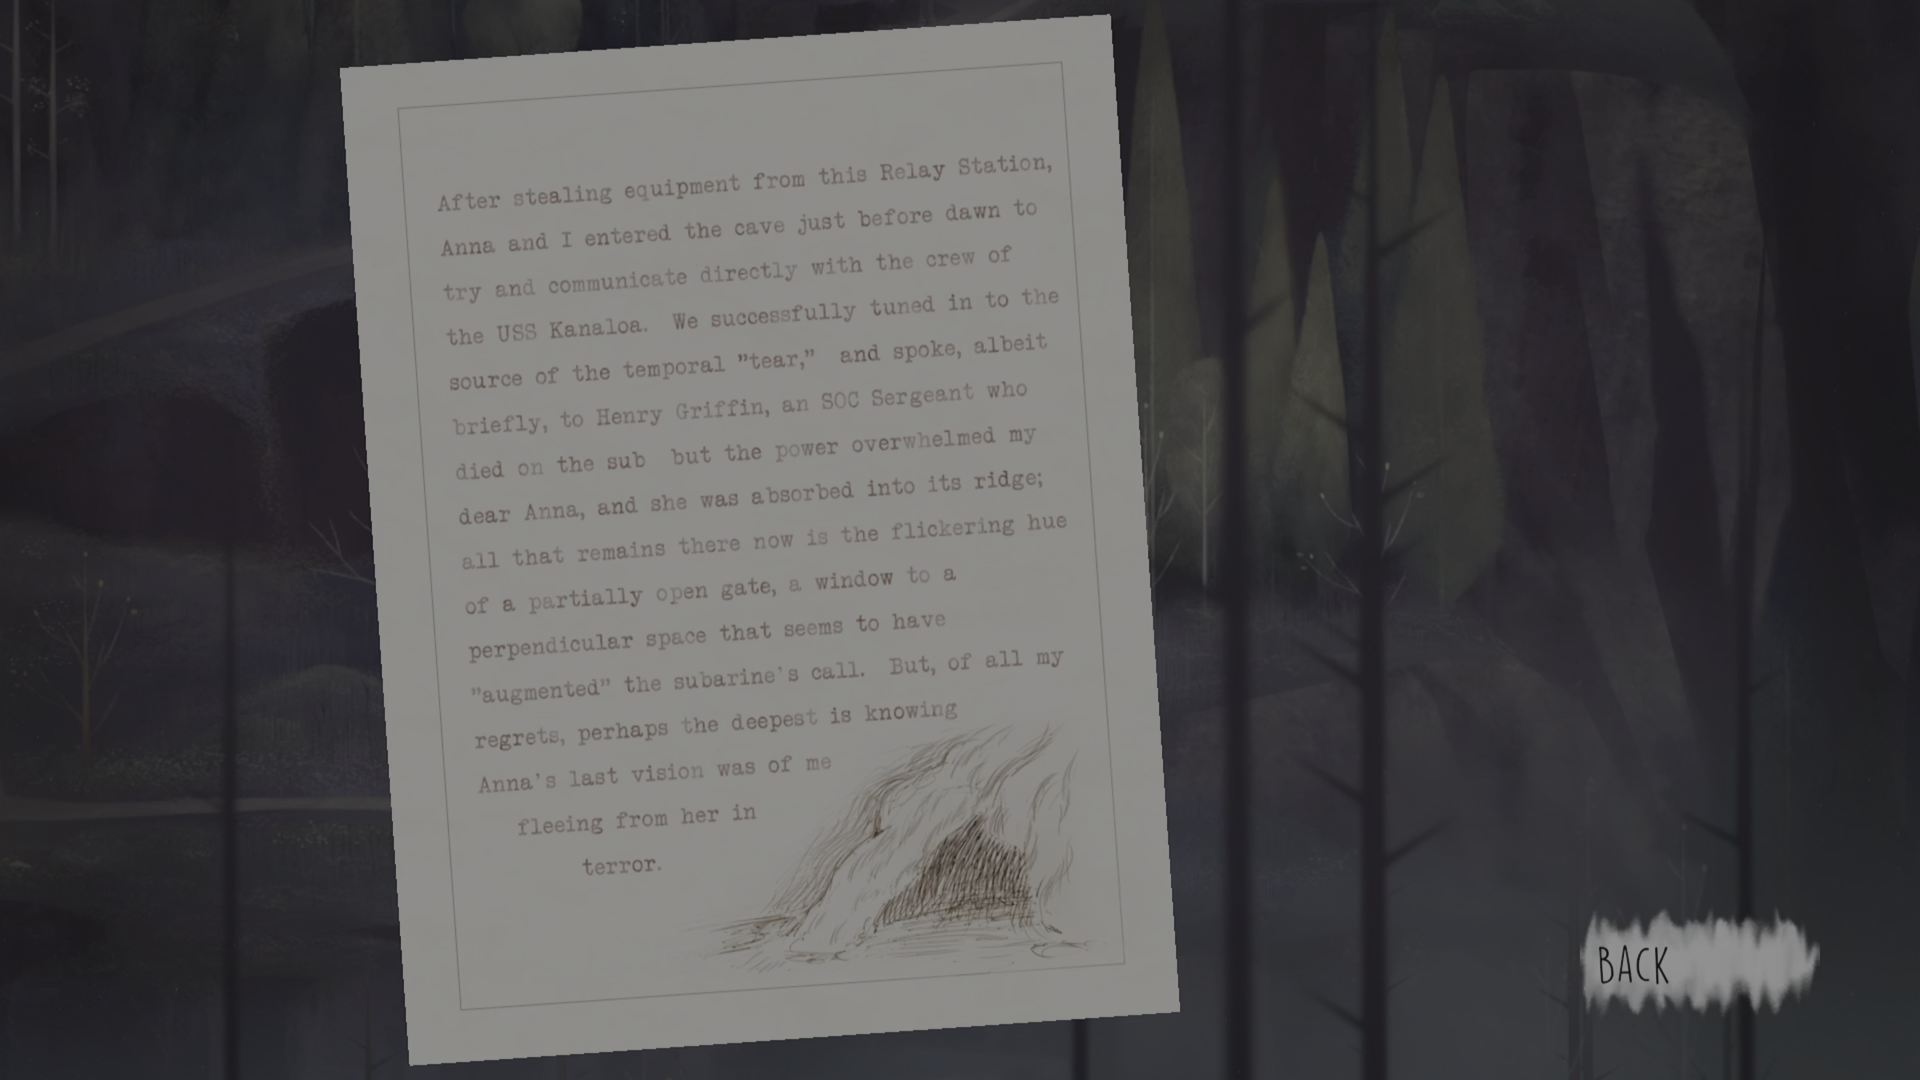 After stealing equipment from this Relay Station,
Anna and I entered the cave just before dawn to
try and communicate directly with the crew of
the USS Kanaloa.  We successfully tuned in to the
source of the temporal ”tear,”  and spoke, albeit
briefly, to Henry Griffin, an SOC Sergeant who
died on the sub  but the power overwhelmed my
dear Anna, and she was absorbed into its ridge;
all that remains there now is the flickering hue
of a partially open gate, a window to a
perpendicular space that seems to have
”augmented” the subarine's call.  But, of all my
regrets, perhaps the deepest is knowing
Anna's last vision was of me
fleeing from her in
terror.
BACK